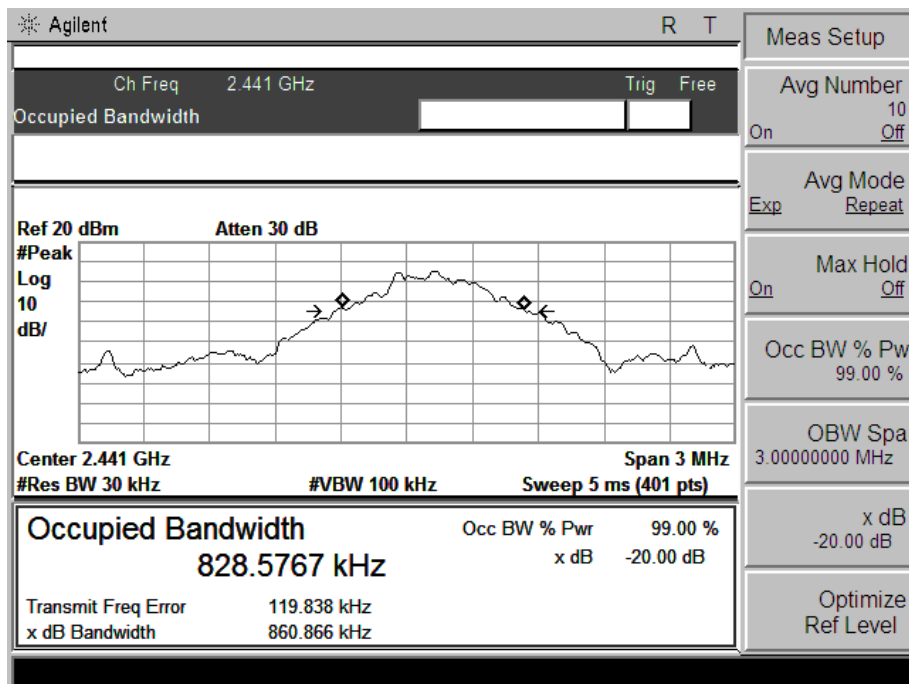 Agilent
R T
Ch Freq 2.441 GHz Trig Free
Occupied Bandwidth
Ref 20 dBm Atten 30 dB
#Peak
Log
10
dB/
Center 2.441 GHz Span 3 MHz
#Res BW 30 kHz #VBW 100 kHz Sweep 5 ms (401 pts)
Occupied Bandwidth
828.5767 kHz
Occ BW % Pwr 99.00 %
x dB -20.00 dB
Transmit Freq Error 119.838 kHz
x dB Bandwidth 860.866 kHz
Meas Setup
Avg Number
10
On Off
Avg Mode
Exp Repeat
Max Hold
On Off
Occ BW % Pw
99.00 %
OBW Spa
3.00000000 MHz
x dB
-20.00 dB
Optimize
Ref Level